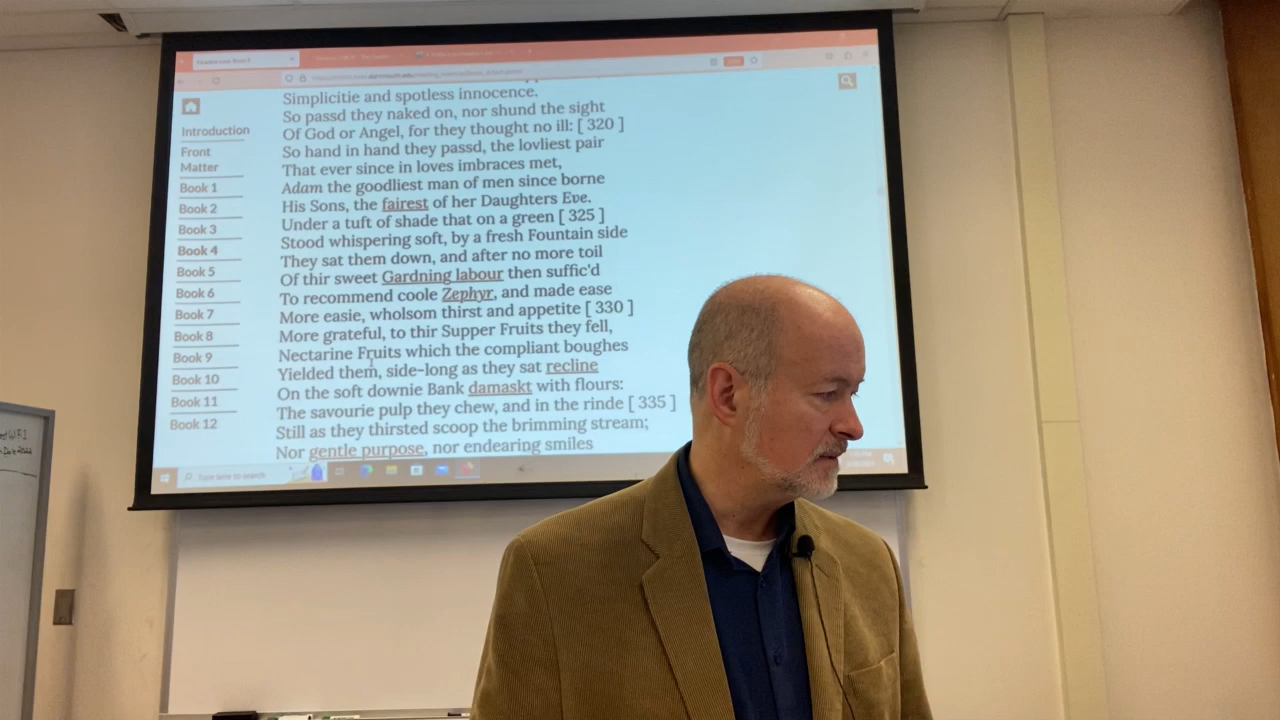 Simplicitie and spotless innocence.
So passd they naked on, nor shund the sight
Of God or Angel, for they thought no ill: [ 320 ]
So hand in hand they passd, the lovliest pair
That ever since in loves imbraces met,
Adam the goodliest man of men since borne
His Sons, the fairest of her Daughters Eve.
Under a tuft of shade that on a green [ 325 ]
Stood whispering soft, by a fresh Fountain side
They sat them down, and after no more toil
Of thir sweet Gardning labour then suffic'd
To recommend coole Zephyr, and made ease
More easie, wholsom thirst and appetite [ 330 ]
More grateful, to thir Supper Fruits they fell,
Nectarine Fruits which the compliant boughes
Yielded them, side-long as they sat recline
On the soft downie Bank damaskt with flours:
The savourie pulp they chew, and in the rinde [ 335 ]
Still as they thirsted scoop the brimming stream;
Nor gentle purpose, nor endearing smiles
Introduction
Front
Matter
Book 1
Book 2
Book 3
Book 4
Book 5
Book 6
Book 7
Book 8
Book 9
Book 10
Book 11
Book 12
Type here to search